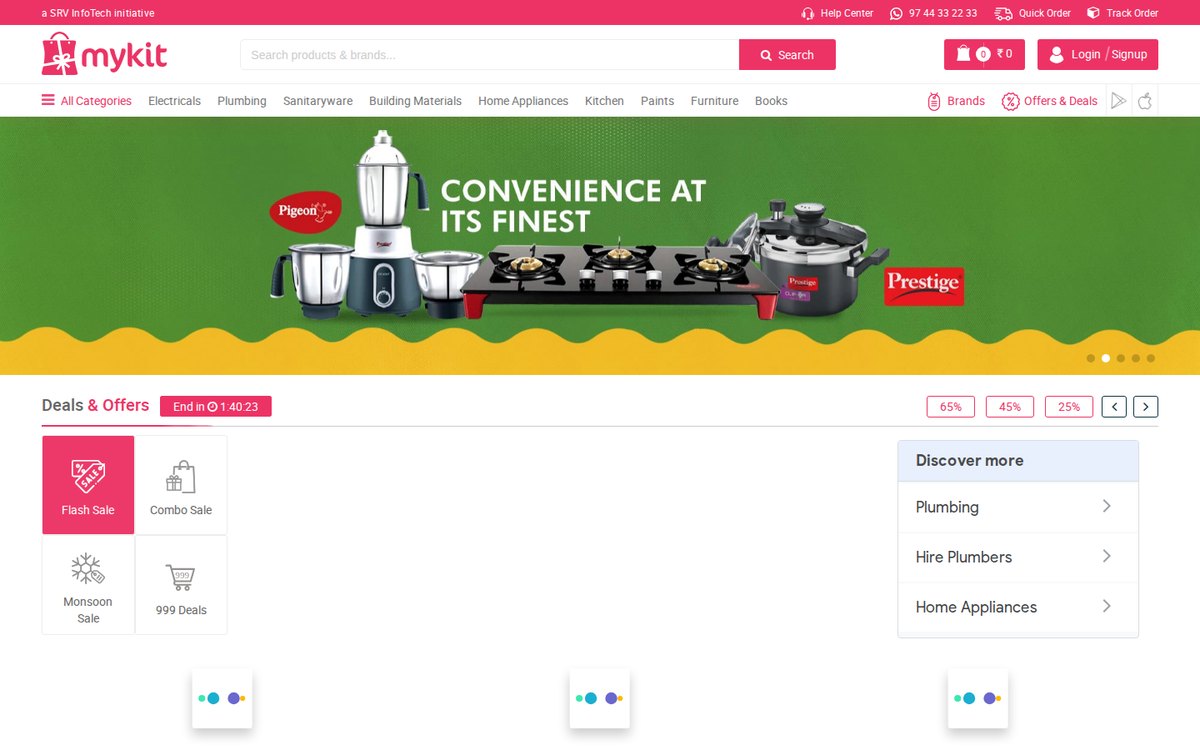 a SRV InfoTech initiative
Help Center
97 44 33 22 33
Quick Order
Track Order
mykit
Search products & brands...
Search
0
₹ 0
Login / Signup
All Categories
Electricals
Plumbing
Sanitaryware
Building Materials
Home Appliances
Kitchen
Paints
Furniture
Books
Brands
Offers & Deals
CONVENIENCE AT
ITS FINEST
Pigeon
Prestige
Prestige
Deals & Offers
End in 1:40:23
65%
45%
25%
Flash Sale
SALE
Combo Sale
Monsoon
Sale
999
999 Deals
Discover more
Plumbing
Hire Plumbers
Home Appliances